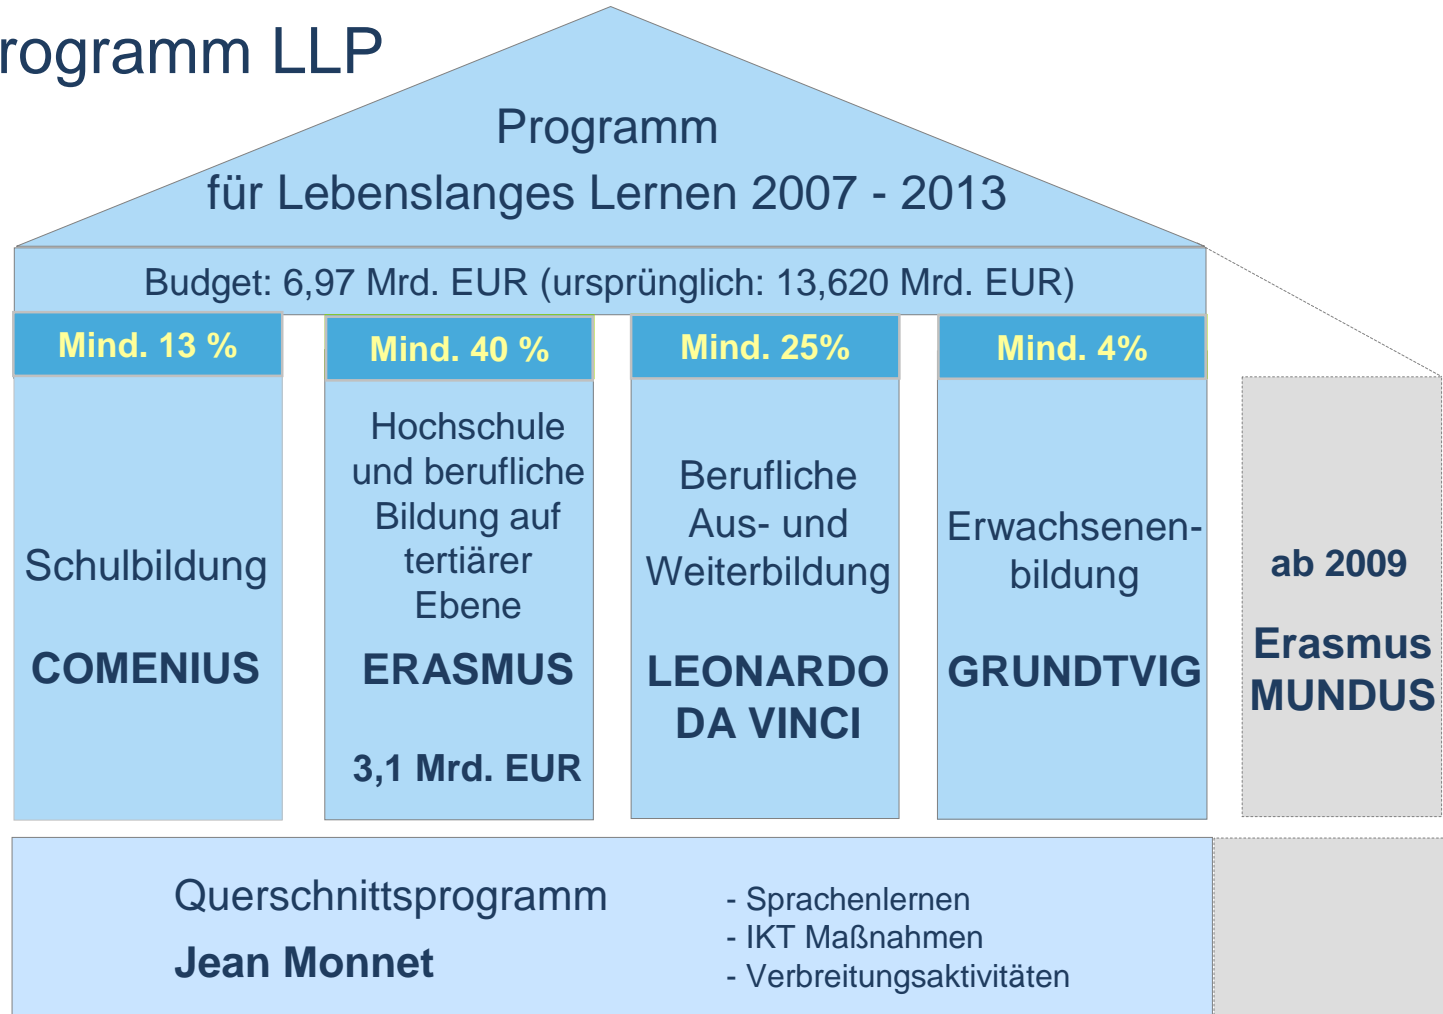 rogramm LLP
Programm
für Lebenslanges Lernen 2007 - 2013
Budget: 6,97 Mrd. EUR (ursprünglich: 13,620 Mrd. EUR)
Mind. 13 %
Schulbildung
COMENIUS
Mind. 40 %
Hochschule
und berufliche
Bildung auf
tertiärer
Ebene
ERASMUS
3,1 Mrd. EUR
Mind. 25%
Berufliche
Aus- und
Weiterbildung
LEONARDO
DA VINCI
Mind. 4%
Erwachsenen-
bildung
GRUNDTVIG
ab 2009
Erasmus
MUNDUS
Querschnittsprogramm
Jean Monnet
- Sprachenlernen
- IKT Maßnahmen
- Verbreitungsaktivitäten